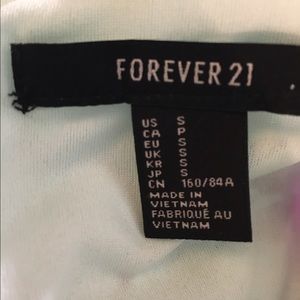 FOREVER 21
US S
CA P
EU S
UK S
KR S
JP S
CN 160/84A
MADE IN
VIETNAM
FABRIQUÉ AU
VIETNAM